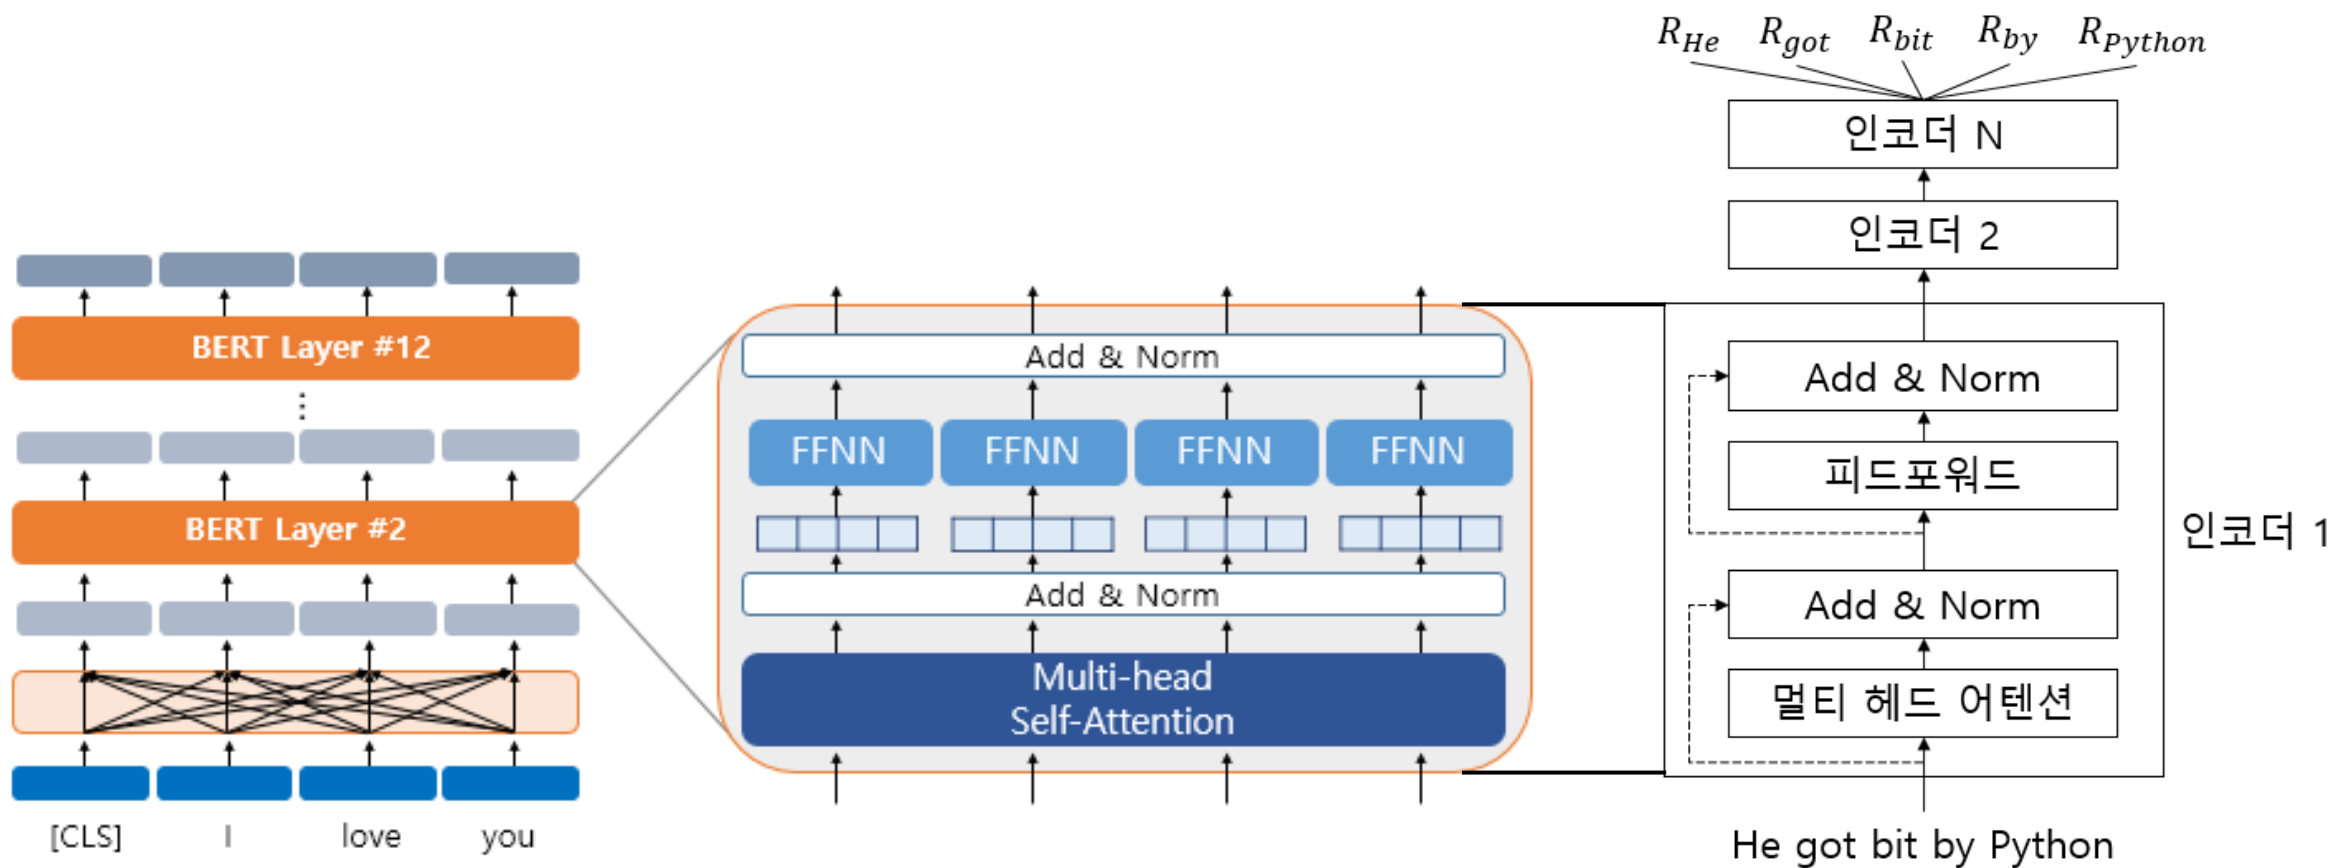 BERT Layer #12
⋮
BERT Layer #2
[CLS] I love you
Add & Norm
FFNN FFNN FFNN FFNN
Add & Norm
Multi-head
Self-Attention
R_He R_got R_bit R_by R_Python
인코더 N
인코더 2
Add & Norm
피드포워드
인코더 1
Add & Norm
멀티 헤드 어텐션
He got bit by Python